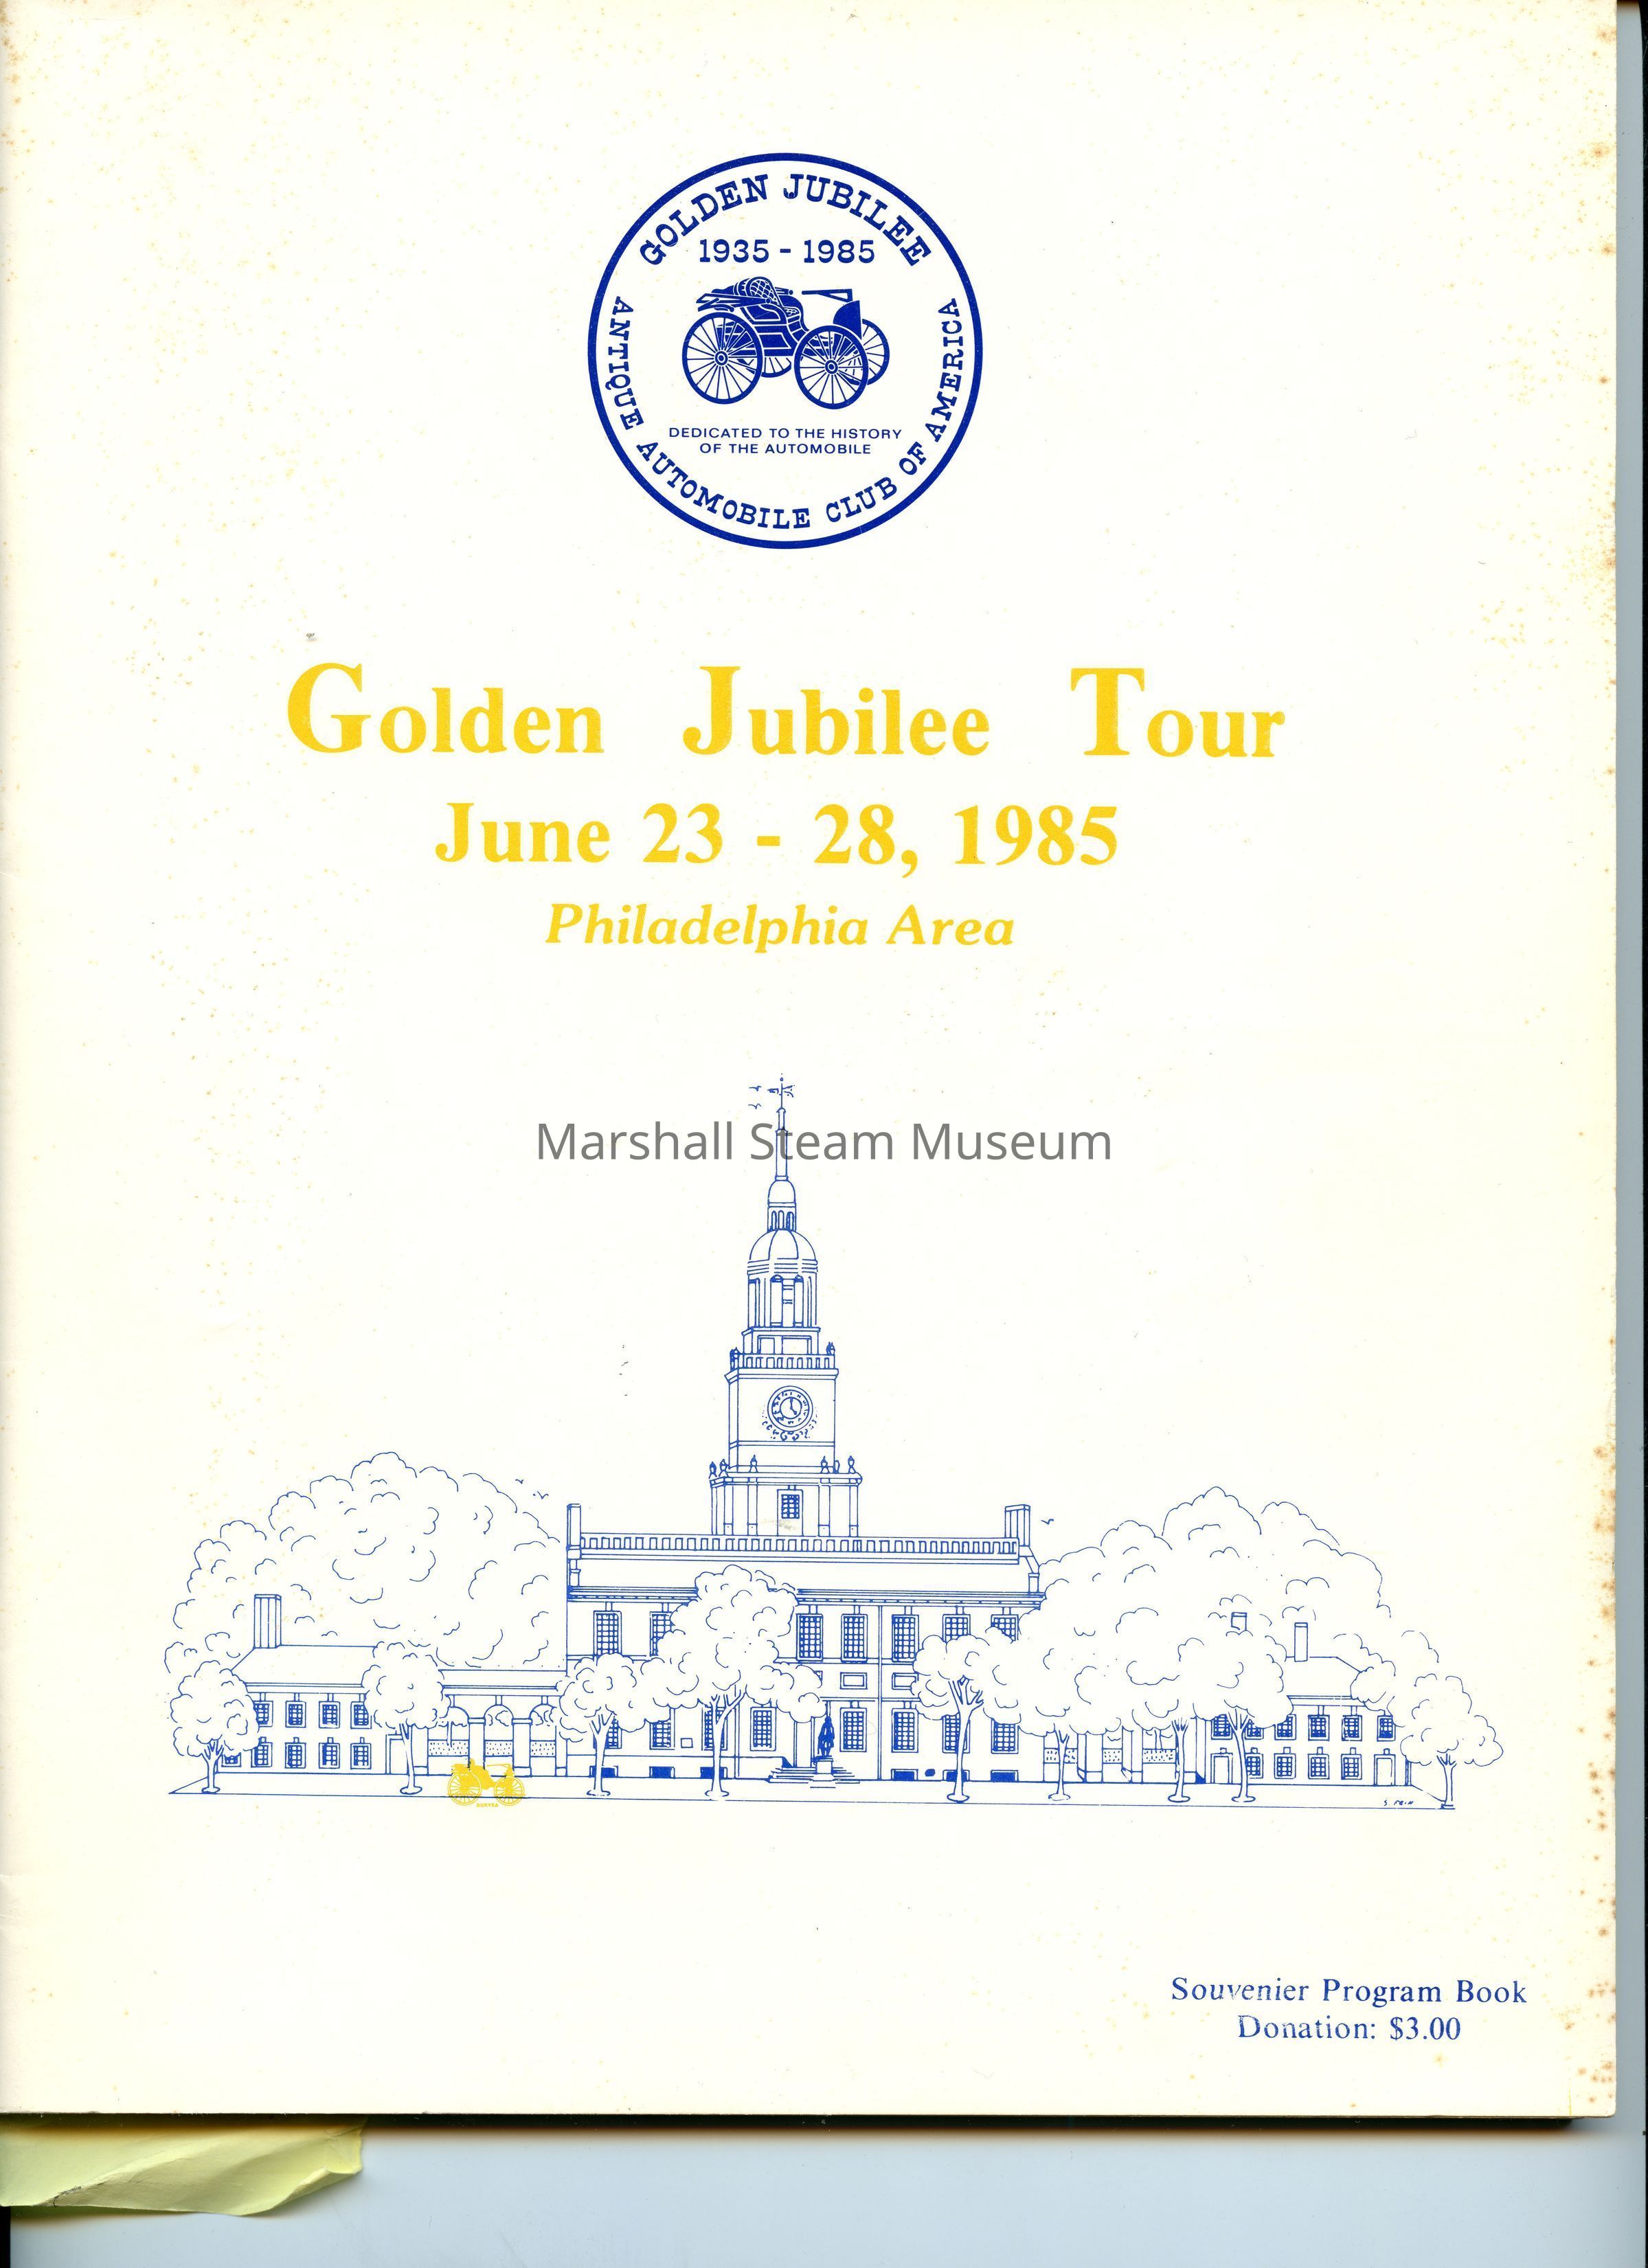 GOLDEN JUBILEE
1935 - 1985
DEDICATED TO THE HISTORY
OF THE AUTOMOBILE
ANTIQUE AUTOMOBILE CLUB OF AMERICA
Golden Jubilee Tour
June 23 - 28, 1985
Philadelphia Area
Marshall Steam Museum
DURYEA
Souvenier Program Book
Donation: $3.00